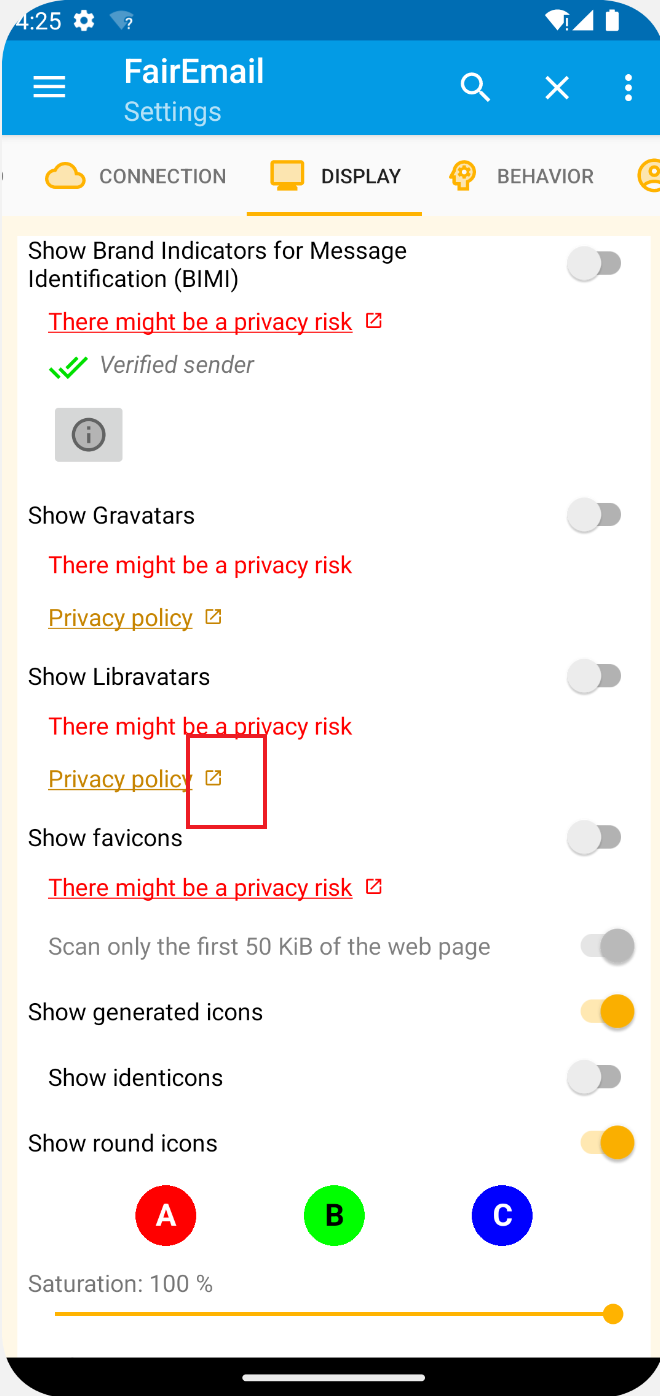 4:25
?
!
FairEmail
Settings
CONNECTION
DISPLAY
BEHAVIOR
Show Brand Indicators for Message
Identification (BIMI)
There might be a privacy risk
Verified sender
Show Gravatars
There might be a privacy risk
Privacy policy
Show Libravatars
There might be a privacy risk
Privacy policy
Show favicons
There might be a privacy risk
Scan only the first 50 KiB of the web page
Show generated icons
Show identicons
Show round icons
A B C
Saturation: 100 %